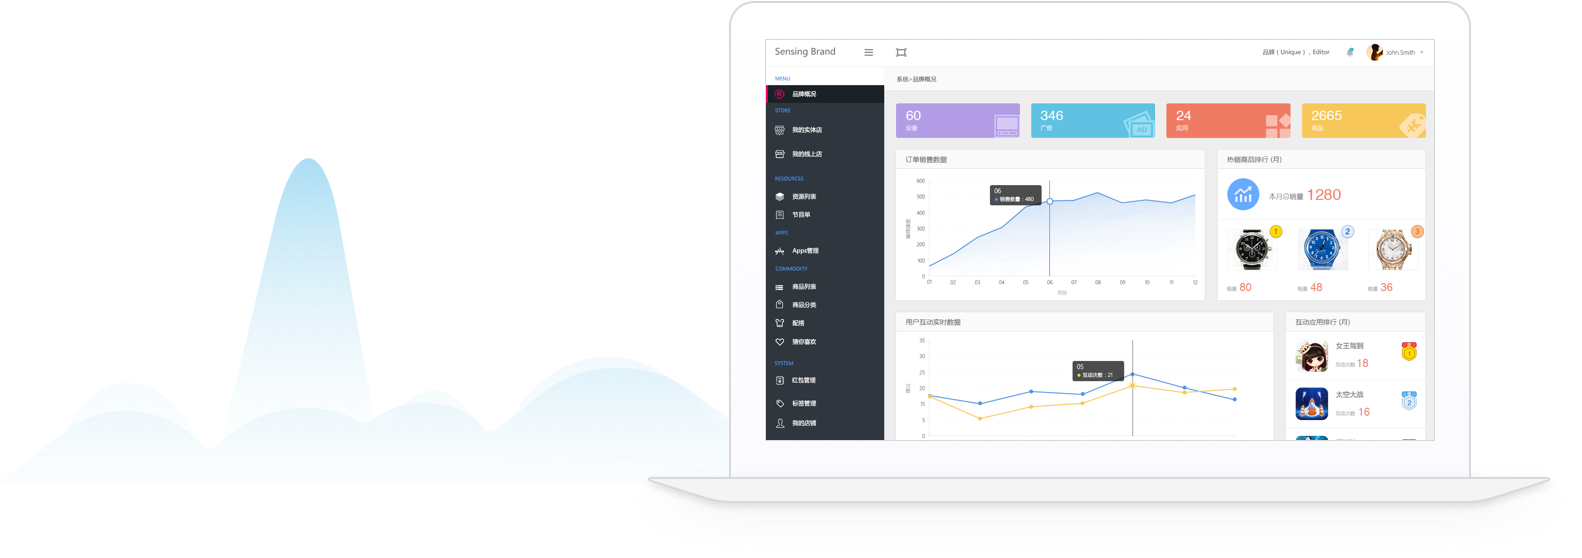 Sensing Brand
品牌 ( Unique ) , Editor
John.Smith
MENU
品牌概况
STORE
我的实体店
我的线上店
RESOURCES
资源列表
节目单
APPS
Apps管理
COMMODITY
商品列表
商品分类
配搭
猜你喜欢
SYSTEM
红包管理
标签管理
我的店铺
系统>品牌概况
60
设备
346
广告
AD
24
应用
2665
商品
订单销售数据
600
500
400
300
200
100
0
销售数量
06
销售数量 : 480
01 02 03 04 05 06 07 08 09 10 11 12
月份
热销商品排行 (月)
本月总销量 1280
1 2 3
销量 80
销量 48
销量 36
用户互动实时数据
35
30
25
20
15
10
5
0
次数
05
互动次数 : 21
互动应用排行 (月)
女王驾到
互动次数 18
1
太空大战
互动次数 16
2